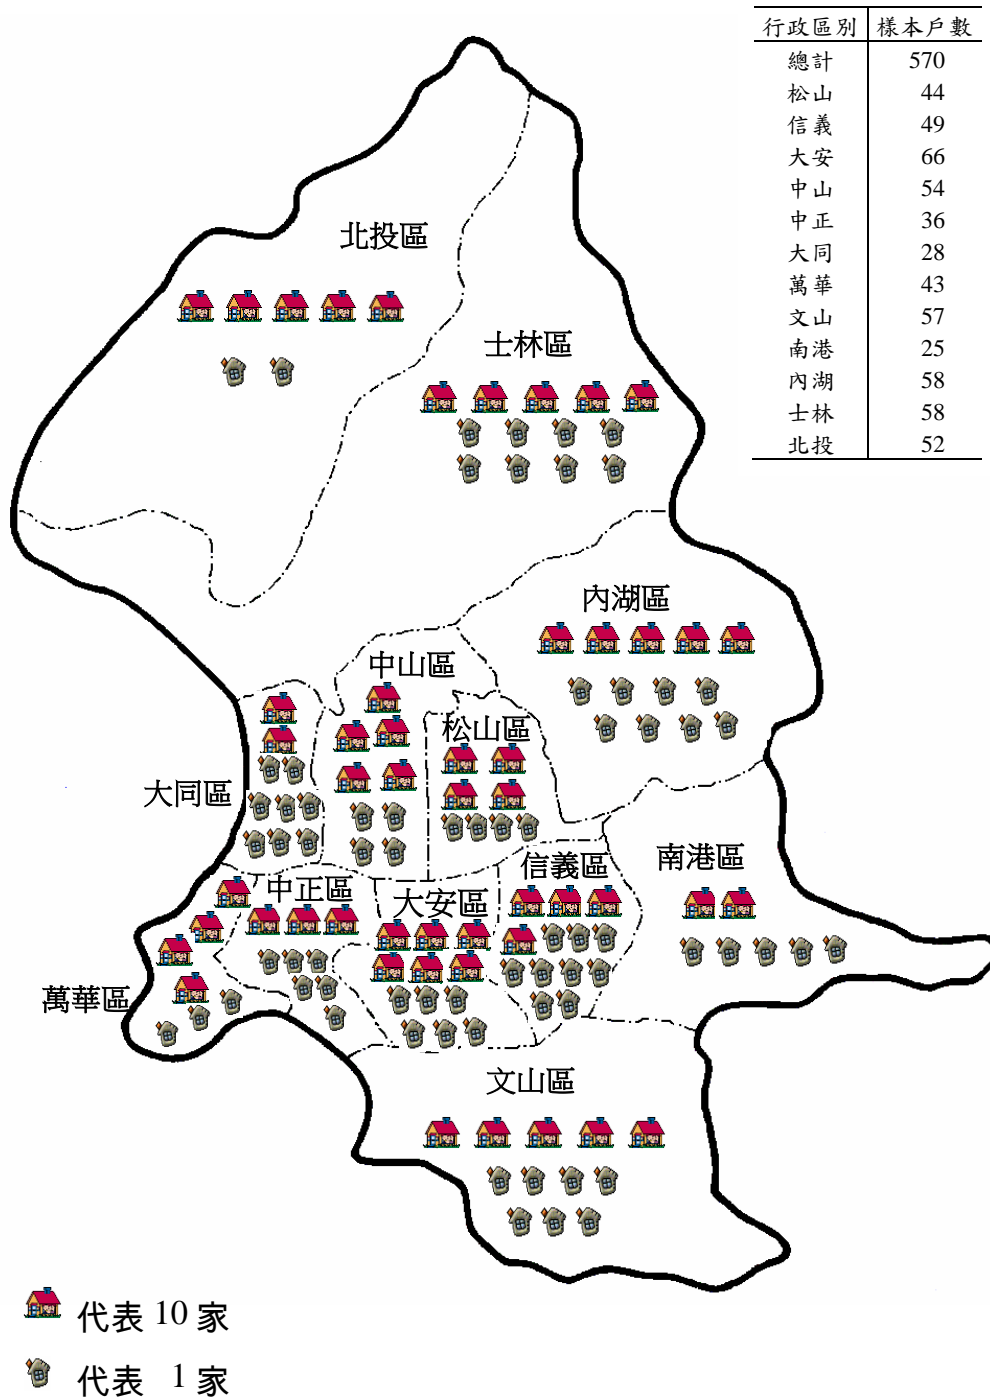 行政區別 樣本戶數
總計 570
松山 44
信義 49
大安 66
中山 54
中正 36
大同 28
萬華 43
文山 57
南港 25
內湖 58
士林 58
北投 52
北投區
士林區
內湖區
中山區
松山區
大同區
信義區
南港區
中正區
大安區
萬華區
文山區
代表 10 家
代表 1 家